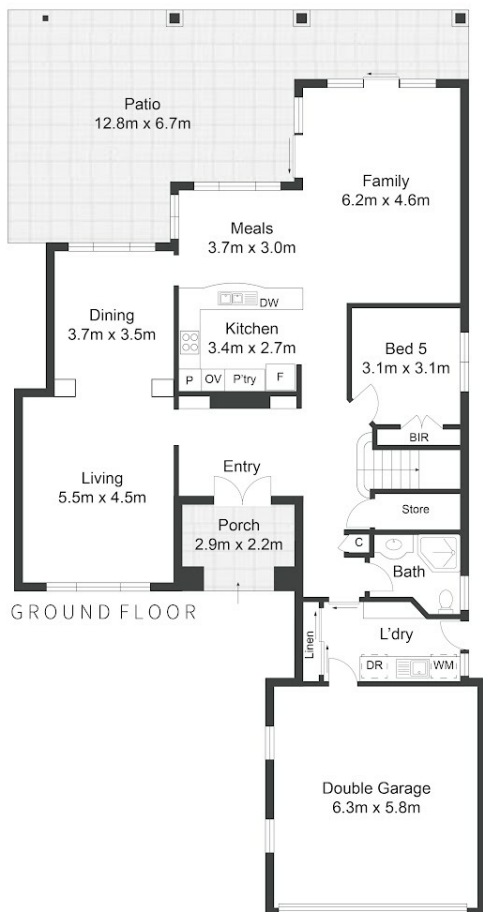 Patio
12.8m x 6.7m
Family
6.2m x 4.6m
Meals
3.7m x 3.0m
Dining
3.7m x 3.5m
DW
Kitchen
3.4m x 2.7m
P
OV
P'try
F
Bed 5
3.1m x 3.1m
BIR
Living
5.5m x 4.5m
Entry
Porch
2.9m x 2.2m
Store
C
Bath
GROUND FLOOR
Linen
L'dry
DR
WM
Double Garage
6.3m x 5.8m